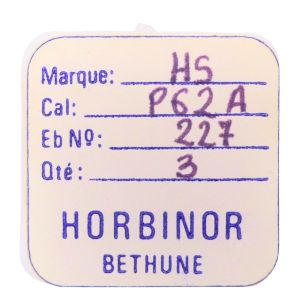 Marque: HS
Cal: P62A
Eb Nº: 227
Qté: 3
HORBINOR
BETHUNE